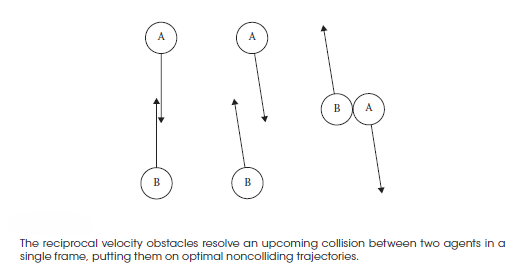 A
A
B
A
B
B
The reciprocal velocity obstacles resolve an upcoming collision between two agents in a
single frame, putting them on optimal noncolliding trajectories.